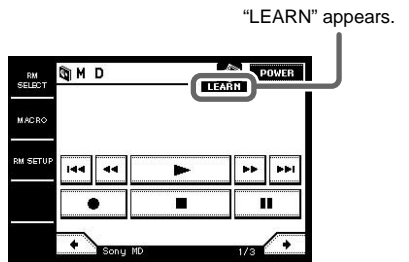 “LEARN” appears.
M D
POWER
LEARN
RM
SELECT
MACRO
RM SETUP
Sony MD
1/3